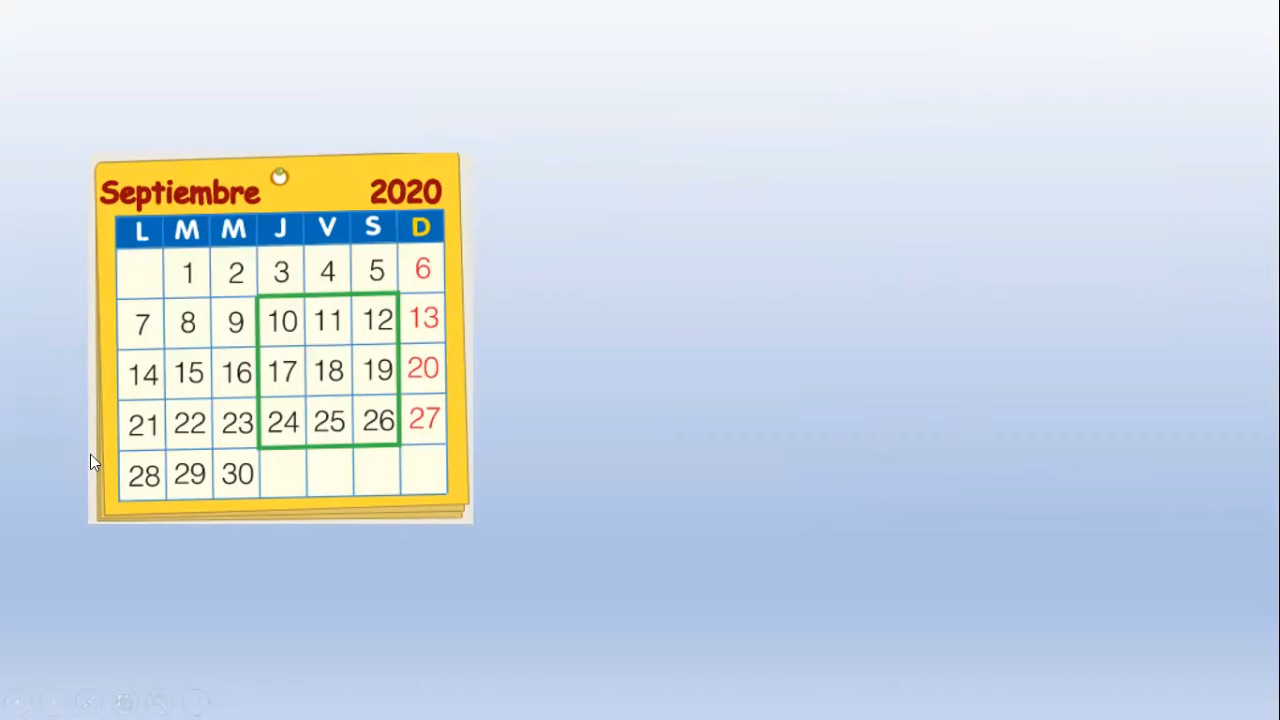 Septiembre 2020
L M M J V S D
1 2 3 4 5 6
7 8 9 10 11 12 13
14 15 16 17 18 19 20
21 22 23 24 25 26 27
28 29 30